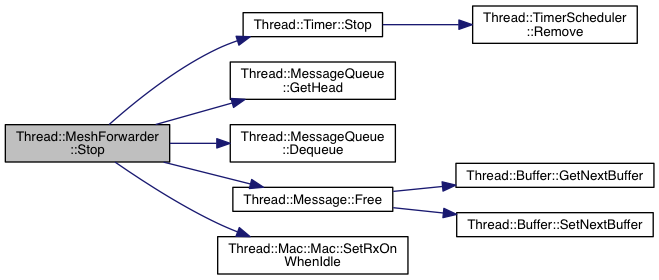 Thread::MeshForwarder
::Stop
Thread::Timer::Stop
Thread::TimerScheduler
::Remove
Thread::MessageQueue
::GetHead
Thread::MessageQueue
::Dequeue
Thread::Message::Free
Thread::Buffer::GetNextBuffer
Thread::Buffer::SetNextBuffer
Thread::Mac::Mac::SetRxOn
WhenIdle